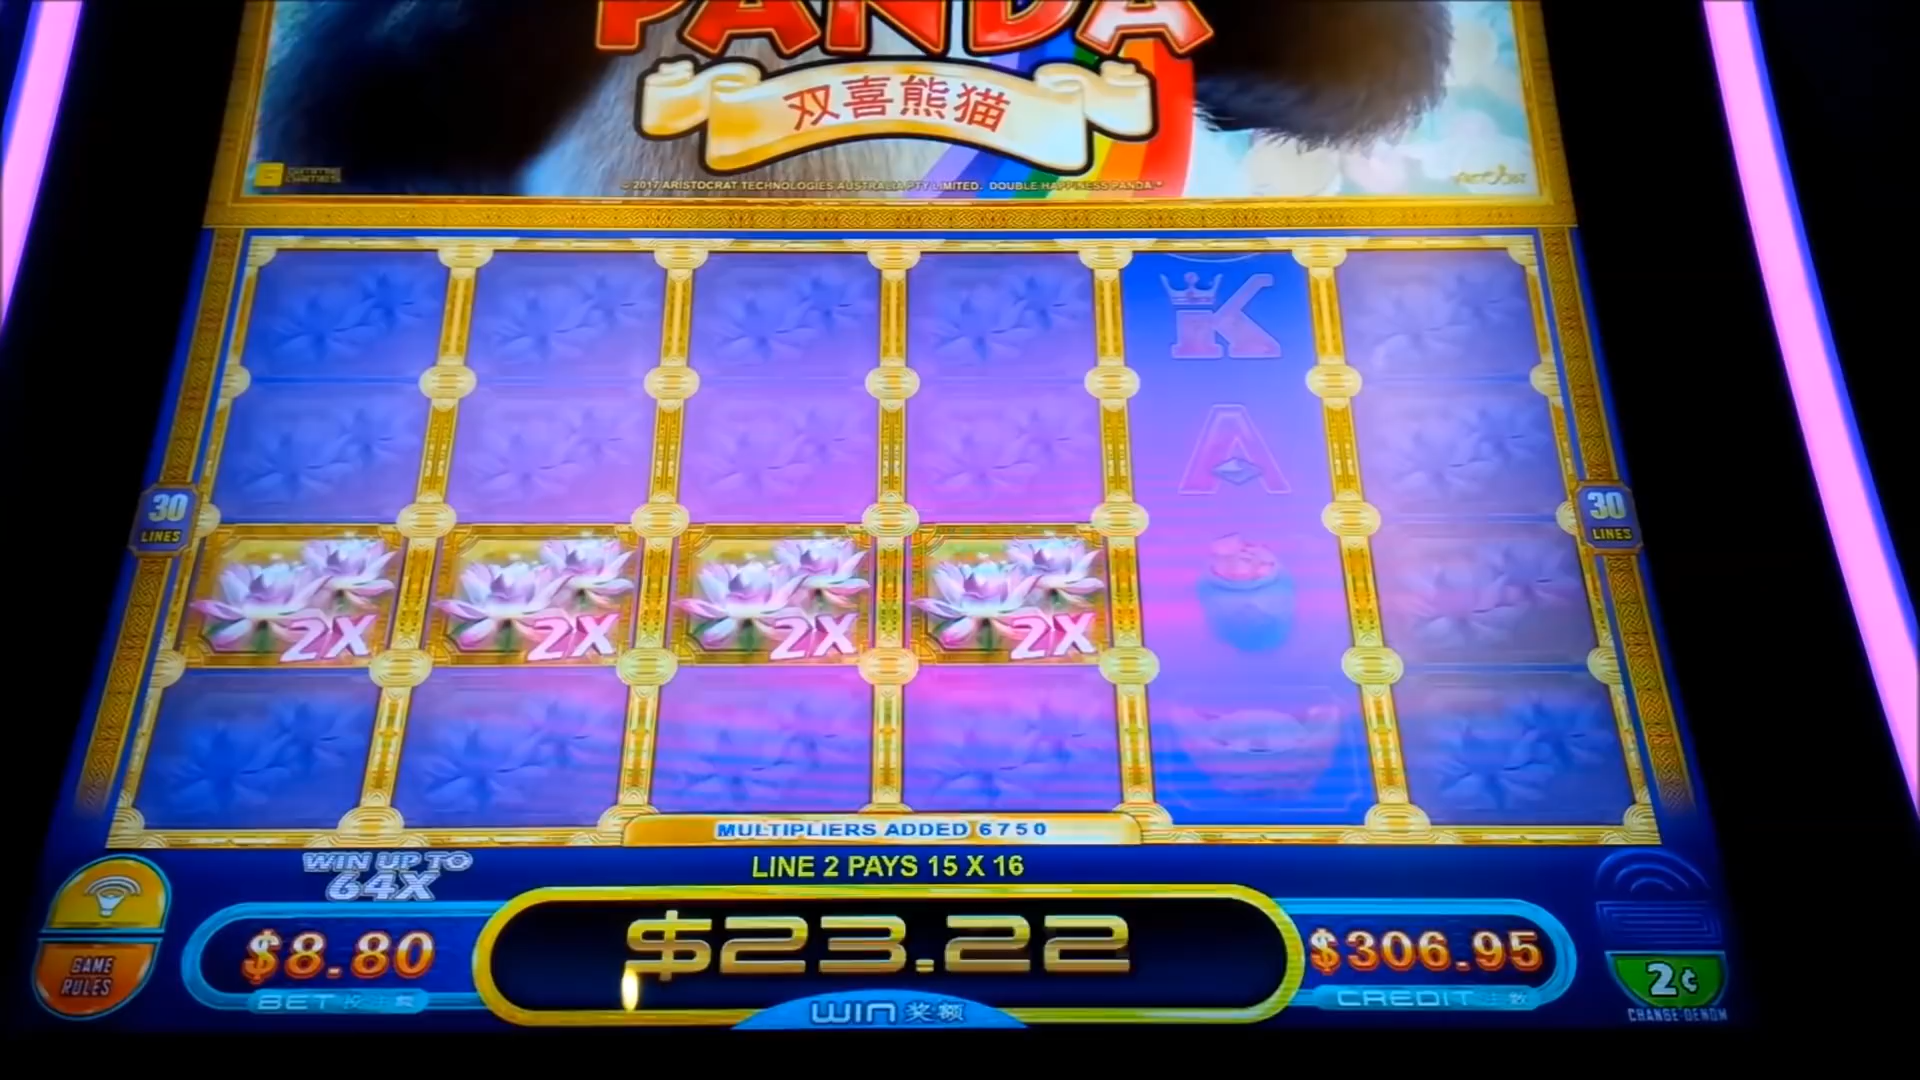 PANDA
双喜熊猫
© 2017 ARISTOCRAT TECHNOLOGIES AUSTRALIA PTY LIMITED. DOUBLE HAPPINESS PANDA.™
K
A
30
LINES
30
LINES
2X
2X
2X
2X
MULTIPLIERS ADDED 6750
LINE 2 PAYS 15 X 16
WIN UP TO
64X
GAME
RULES
$8.80
BET
$23.22
WIN 奖额
$306.95
CREDIT
2¢
CHANGE DENOM